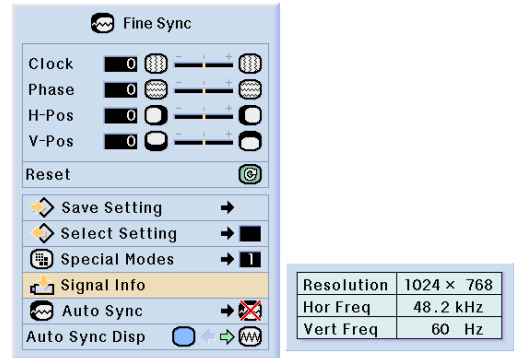 Fine Sync
Clock 0 - +
Phase 0 - +
H-Pos 0 - +
V-Pos 0 - +
Reset
Save Setting
Select Setting
Special Modes 1
Signal Info
Auto Sync
Auto Sync Disp
Resolution 1024 × 768
Hor Freq 48.2 kHz
Vert Freq 60 Hz